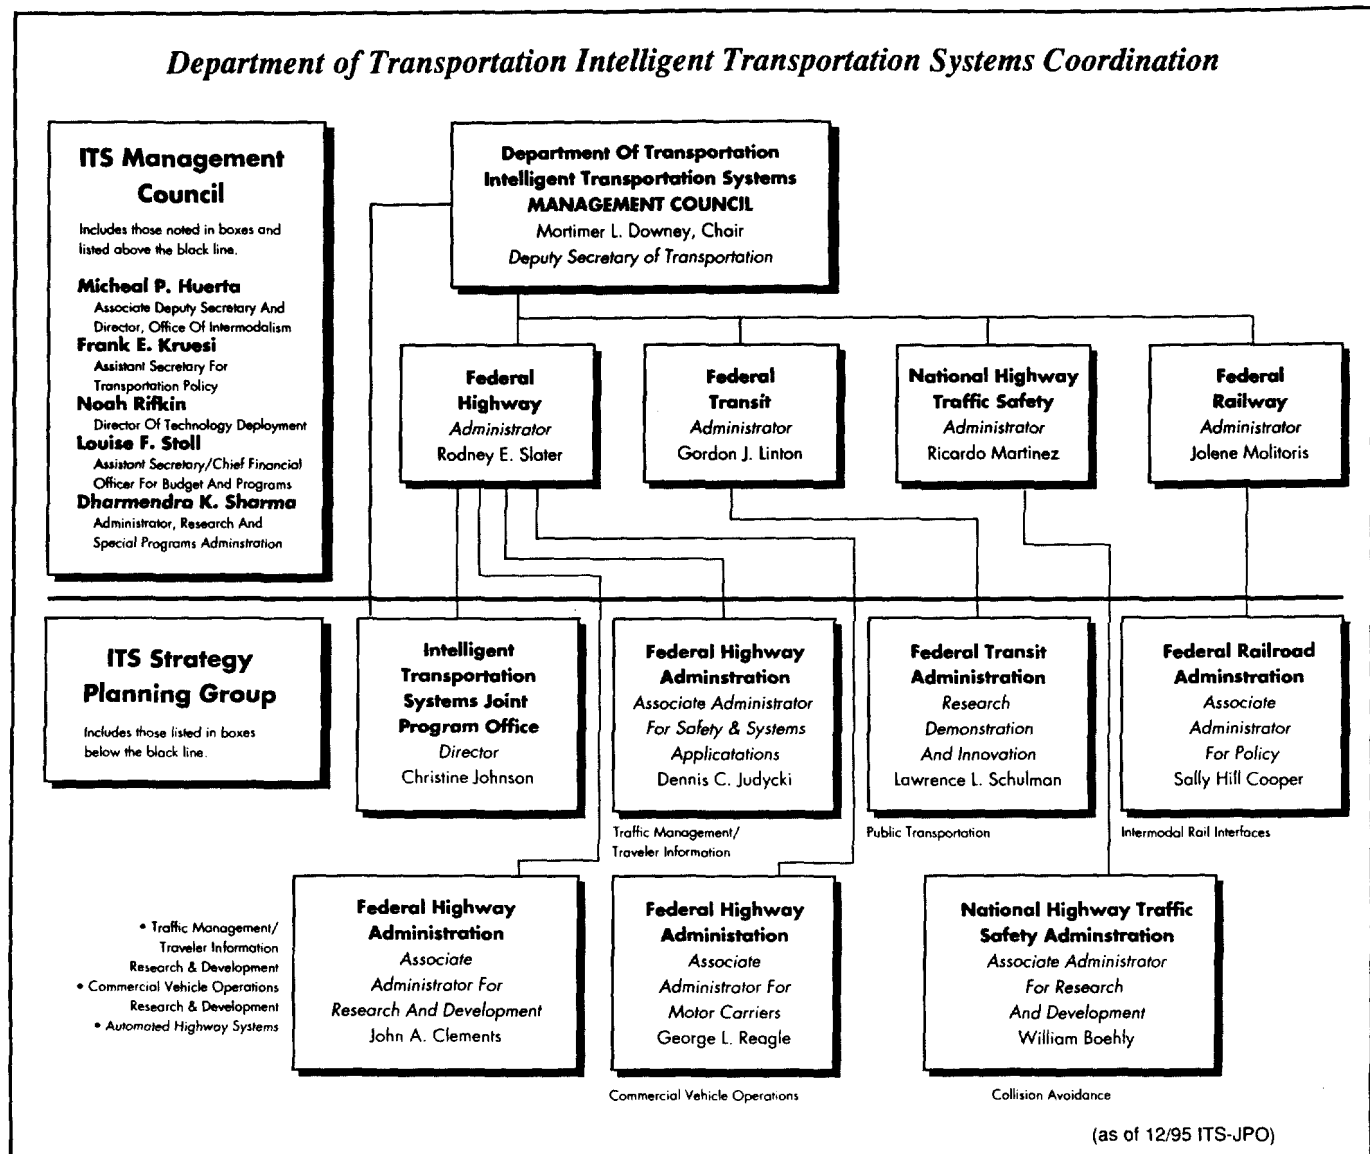 Department of Transportation Intelligent Transportation Systems Coordination
ITS Management
Council
Includes those noted in boxes and
listed above the black line.
Micheal P. Huerta
Associate Deputy Secretary And
Director, Office Of Intermodalism
Frank E. Kruesi
Assistant Secretary For
Transportation Policy
Noah Rifkin
Director Of Technology Deployment
Louise F. Stoll
Assistant Secretary/Chief Financial
Officer For Budget And Programs
Dharmendra K. Sharma
Administrator, Research And
Special Programs Adminstration
Department Of Transportation
Intelligent Transportation Systems
MANAGEMENT COUNCIL
Mortimer L. Downey, Chair
Deputy Secretary of Transportation
Federal
Highway
Administrator
Rodney E. Slater
Federal
Transit
Administrator
Gordon J. Linton
National Highway
Traffic Safety
Administrator
Ricardo Martinez
Federal
Railway
Administrator
Jolene Molitoris
ITS Strategy
Planning Group
Includes those listed in boxes
below the black line.
Intelligent
Transportation
Systems Joint
Program Office
Director
Christine Johnson
Federal Highway
Adminstration
Associate Administrator
For Safety & Systems
Applicatations
Dennis C. Judycki
Traffic Management/
Traveler Information
Federal Transit
Administration
Research
Demonstration
And Innovation
Lawrence L. Schulman
Public Transportation
Federal Railroad
Adminstration
Associate
Administrator
For Policy
Sally Hill Cooper
Intermodal Rail Interfaces
• Traffic Management/
Traveler Information
Research & Development
• Commercial Vehicle Operations
Research & Development
• Automated Highway Systems
Federal Highway
Administration
Associate
Administrator For
Research And Development
John A. Clements
Federal Highway
Administation
Associate
Administrator For
Motor Carriers
George L. Reagle
Commercial Vehicle Operations
National Highway Traffic
Safety Adminstration
Associate Administrator
For Research
And Development
William Boehly
Collision Avoidance
(as of 12/95 ITS-JPO)